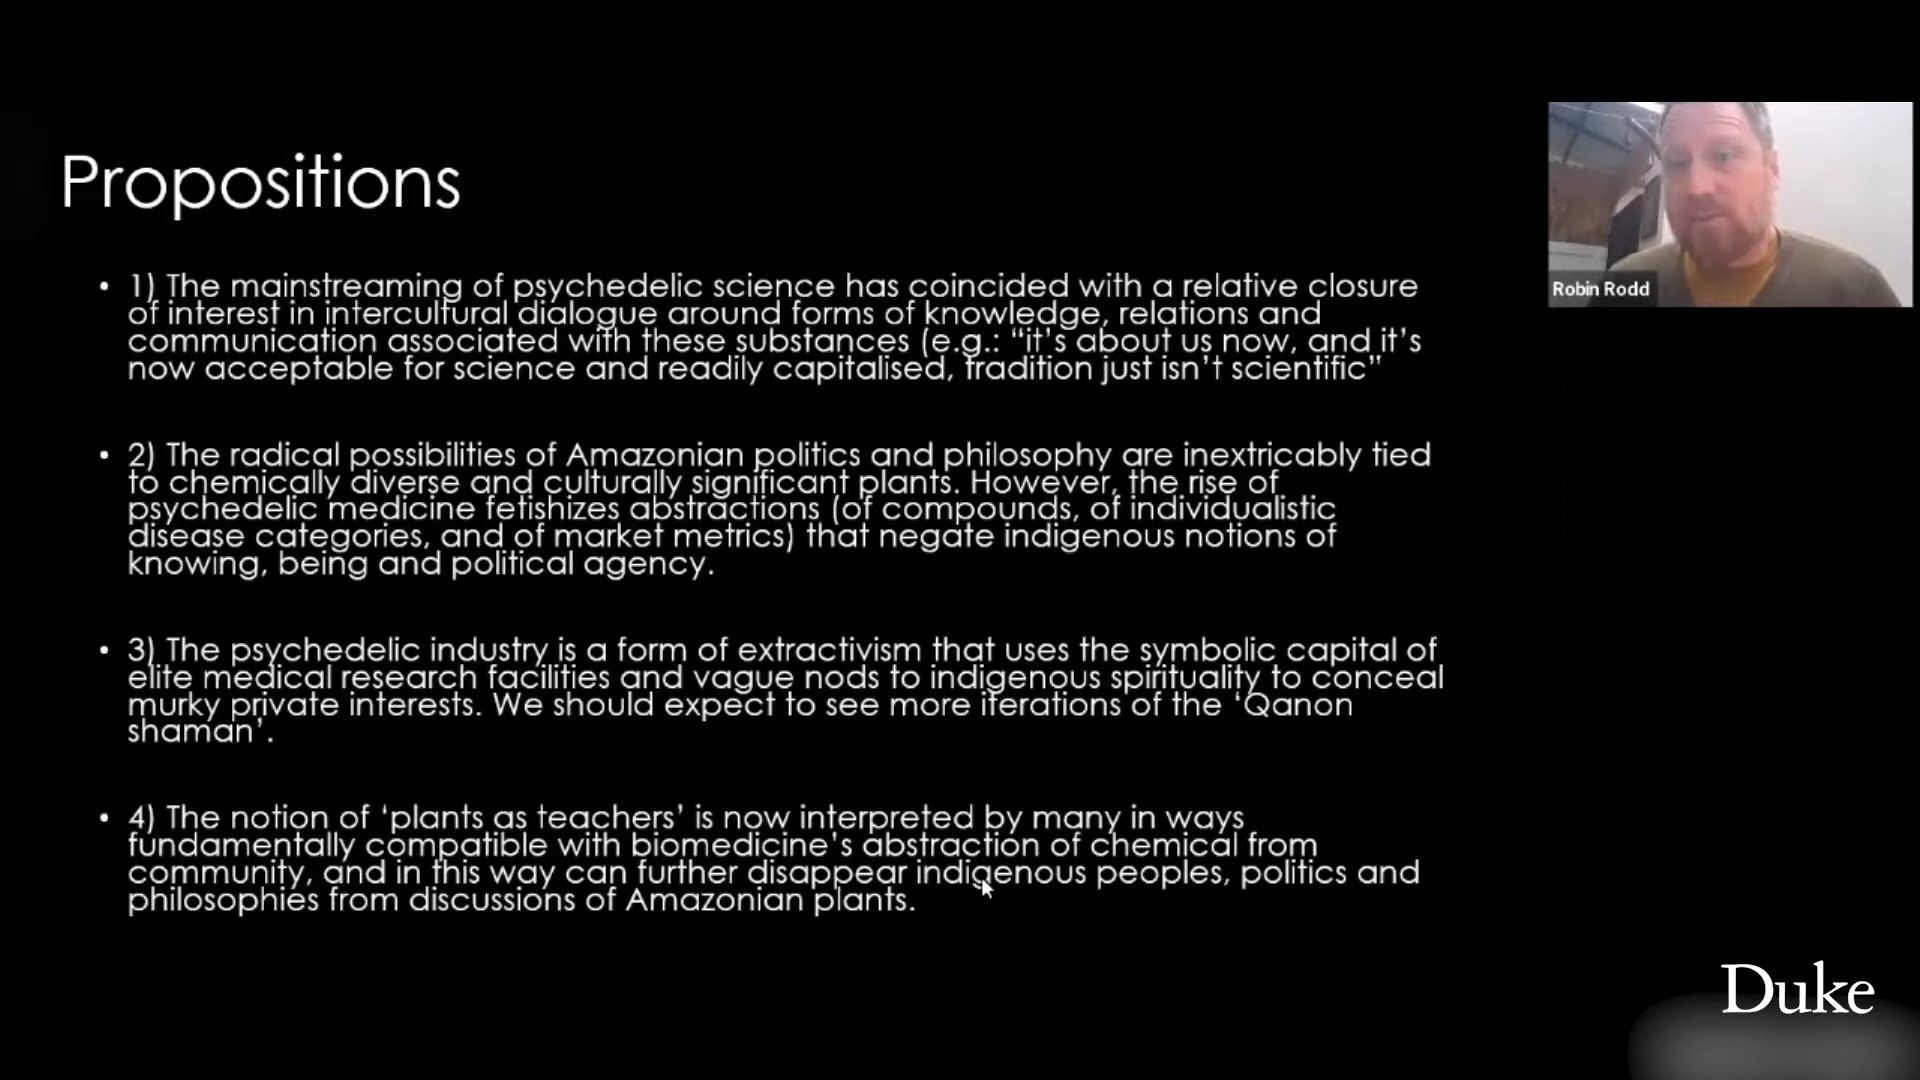 Propositions
• 1) The mainstreaming of psychedelic science has coincided with a relative closure
of interest in intercultural dialogue around forms of knowledge, relations and
communication associated with these substances (e.g.: “it’s about us now, and it’s
now acceptable for science and readily capitalised, tradition just isn’t scientific”
• 2) The radical possibilities of Amazonian politics and philosophy are inextricably tied
to chemically diverse and culturally significant plants. However, the rise of
psychedelic medicine fetishizes abstractions (of compounds, of individualistic
disease categories, and of market metrics) that negate indigenous notions of
knowing, being and political agency.
• 3) The psychedelic industry is a form of extractivism that uses the symbolic capital of
elite medical research facilities and vague nods to indigenous spirituality to conceal
murky private interests. We should expect to see more iterations of the ‘Qanon
shaman’.
• 4) The notion of ‘plants as teachers’ is now interpreted by many in ways
fundamentally compatible with biomedicine’s abstraction of chemical from
community, and in this way can further disappear indigenous peoples, politics and
philosophies from discussions of Amazonian plants.
Robin Rodd
Duke